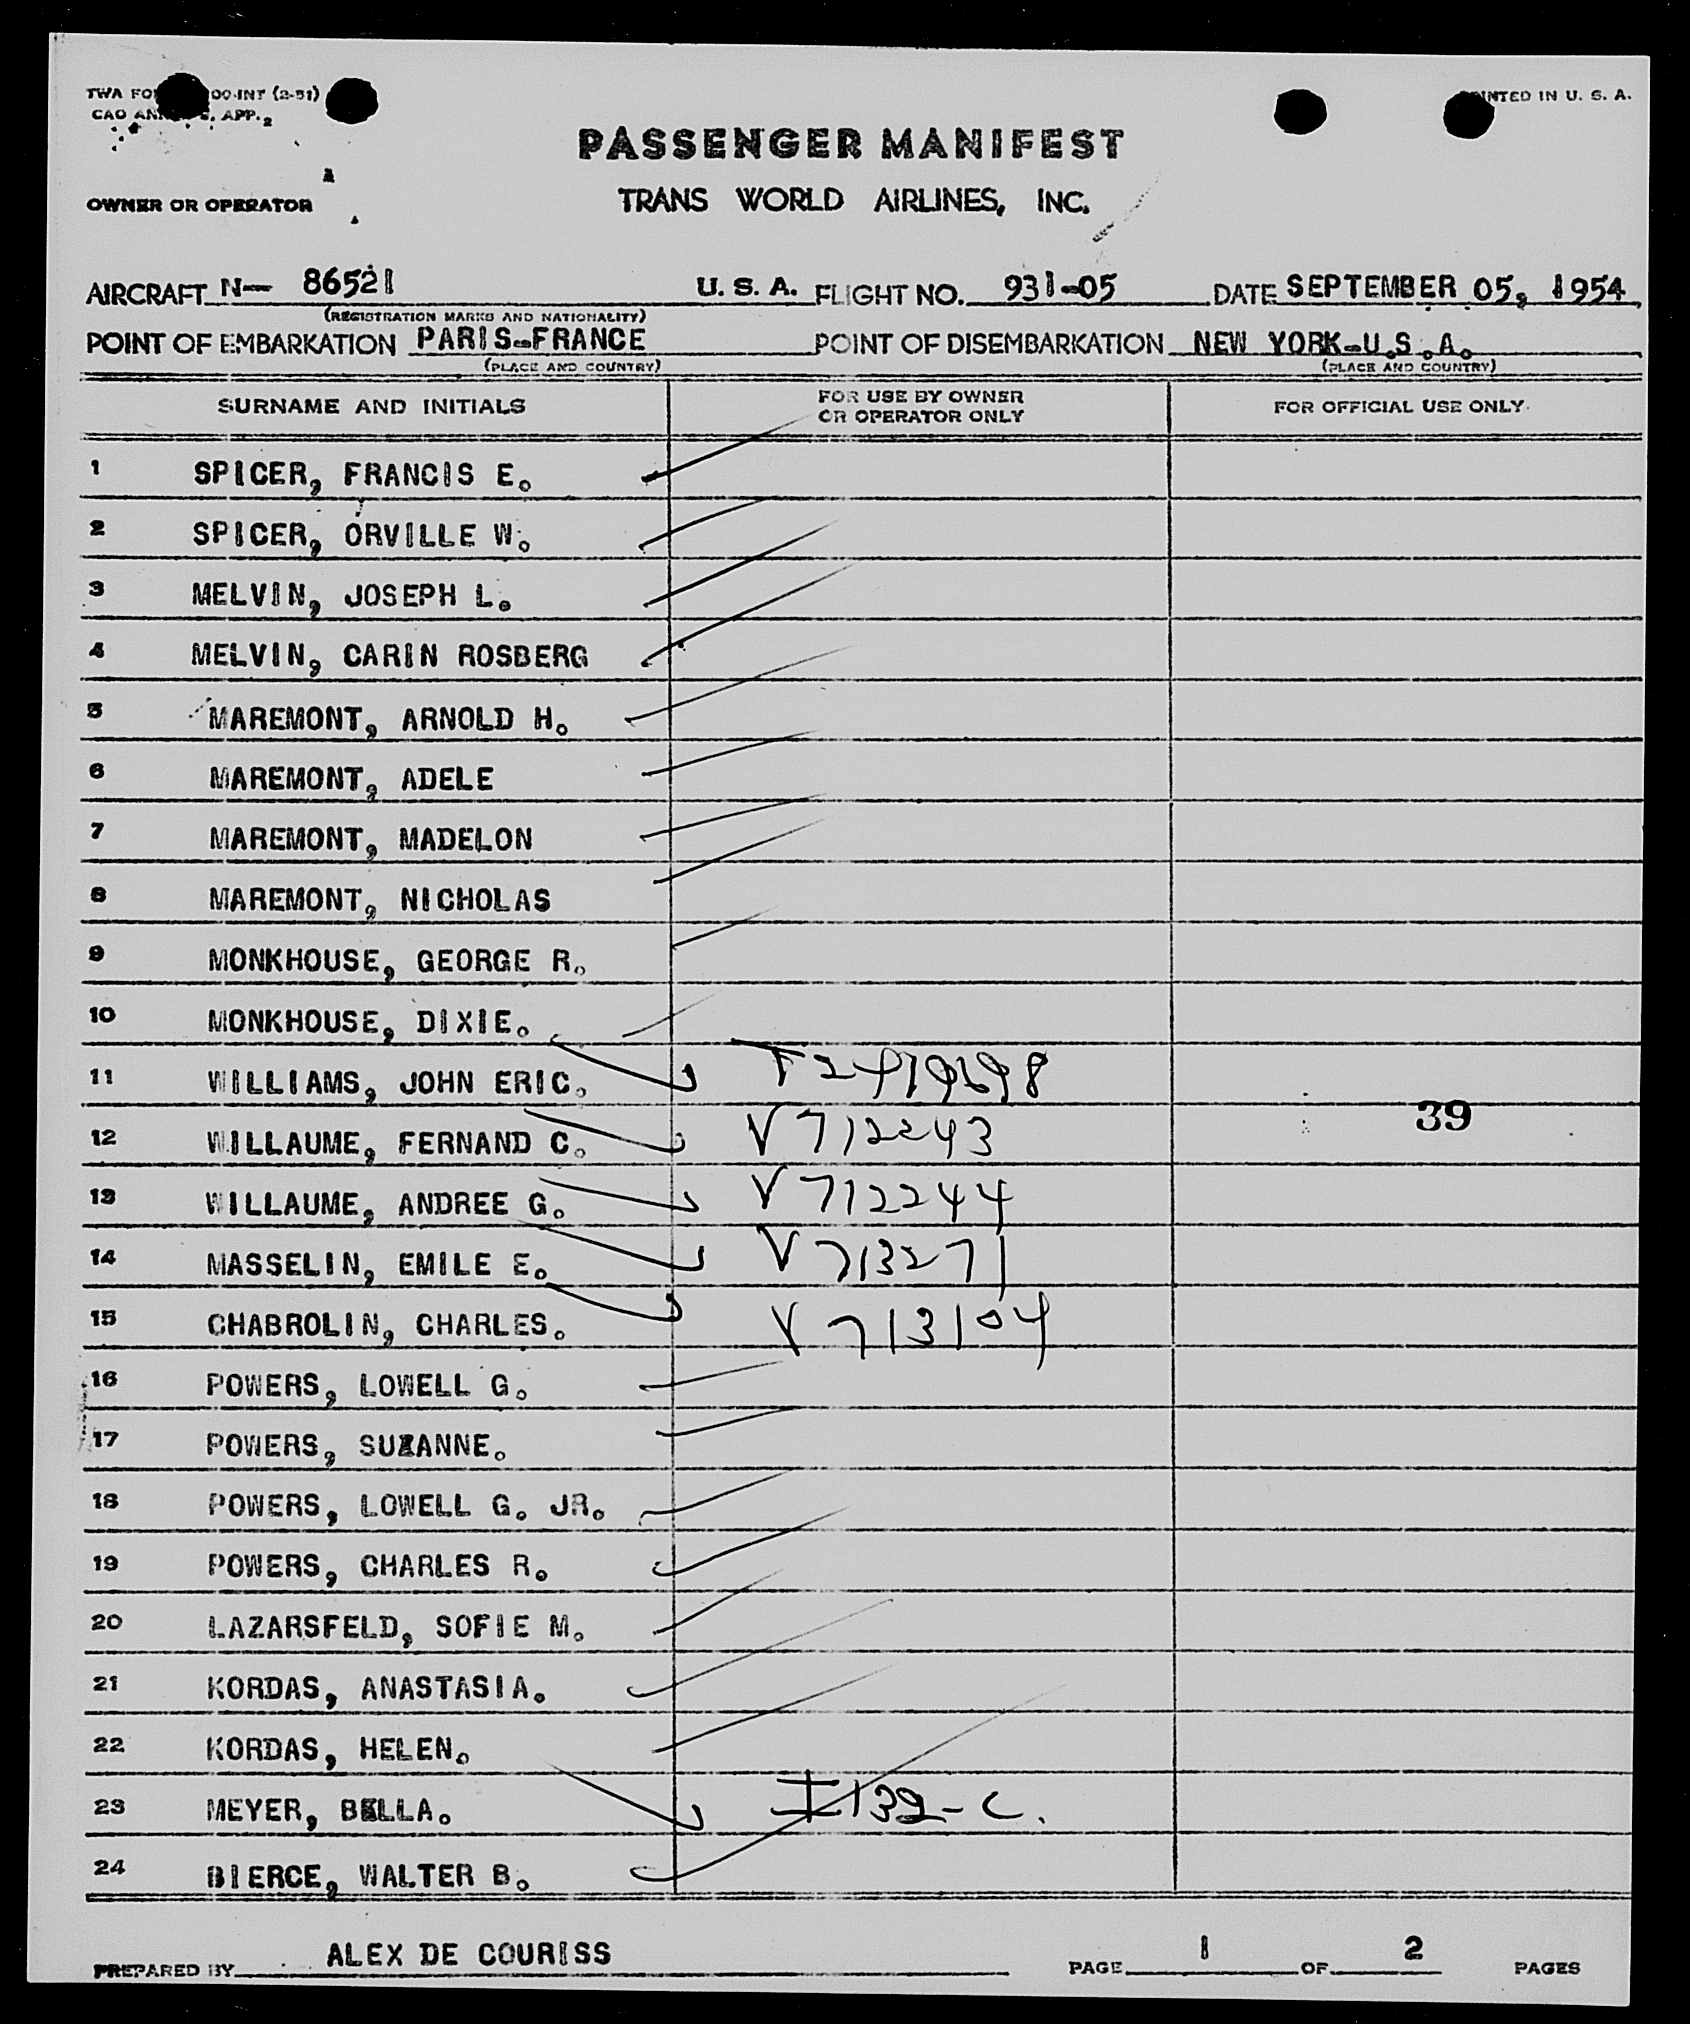 PRINTED IN U. S. A.
PASSENGER MANIFEST
OWNER OR OPERATOR TRANS WORLD AIRLINES, INC.
AIRCRAFT N- 86521 U. S. A. FLIGHT NO. 931-05 DATE SEPTEMBER 05, 1954
(REGISTRATION MARKS AND NATIONALITY)
POINT OF EMBARKATION PARIS-FRANCE POINT OF DISEMBARKATION NEW YORK-U.S.A.
(PLACE AND COUNTRY) (PLACE AND COUNTRY)
SURNAME AND INITIALS FOR USE BY OWNER OR OPERATOR ONLY FOR OFFICIAL USE ONLY
1 SPICER, FRANCIS E.
2 SPICER, ORVILLE W.
3 MELVIN, JOSEPH L.
4 MELVIN, CARIN ROSBERG
5 MAREMONT, ARNOLD H.
6 MAREMONT, ADELE
7 MAREMONT, MADELON
8 MAREMONT, NICHOLAS
9 MONKHOUSE, GEORGE R.
10 MONKHOUSE, DIXIE.
11 WILLIAMS, JOHN ERIC.
12 WILLAUME, FERNAND C. V 712243 39
13 WILLAUME, ANDREE G. V 712244
14 MASSELIN, EMILE E. V 713271
15 CHABROLIN, CHARLES. V 713104
16 POWERS, LOWELL G.
17 POWERS, SUZANNE.
18 POWERS, LOWELL G. JR.
19 POWERS, CHARLES R.
20 LAZARSFELD, SOFIE M.
21 KORDAS, ANASTASIA.
22 KORDAS, HELEN.
23 MEYER, BELLA. I 132-C.
24 BIERCE, WALTER B.
PREPARED BY ALEX DE COURISS PAGE 1 OF 2 PAGES